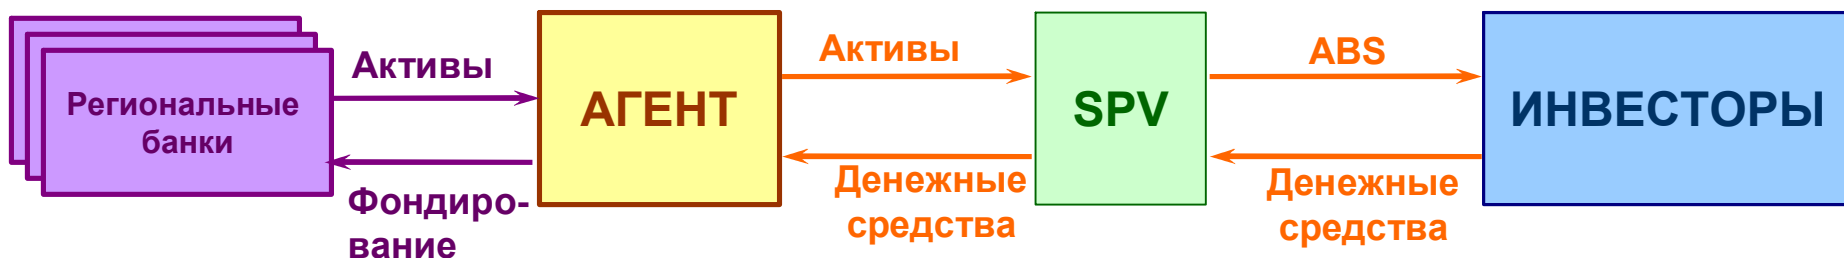 Региональные
банки
Активы
Фондиро-
вание
АГЕНТ
Активы
Денежные
средства
SPV
ABS
Денежные
средства
ИНВЕСТОРЫ